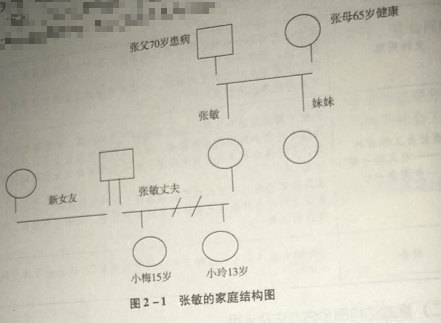 张父70岁患病
张母65岁健康
张敏
妹妹
新女友
张敏丈夫
小梅15岁
小玲13岁
图2-1 张敏的家庭结构图